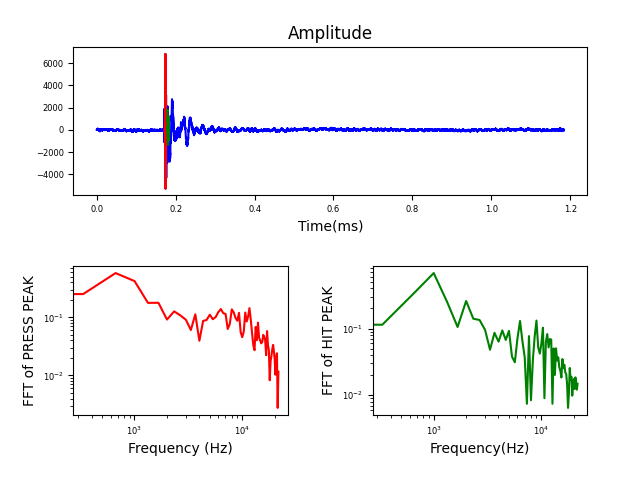 Amplitude
6000
4000
2000
0
−2000
−4000
0.0 0.2 0.4 0.6 0.8 1.0 1.2
Time(ms)
FFT of PRESS PEAK
10⁻¹
10⁻²
10³ 10⁴
Frequency (Hz)
FFT of HIT PEAK
10⁻¹
10⁻²
10³ 10⁴
Frequency(Hz)